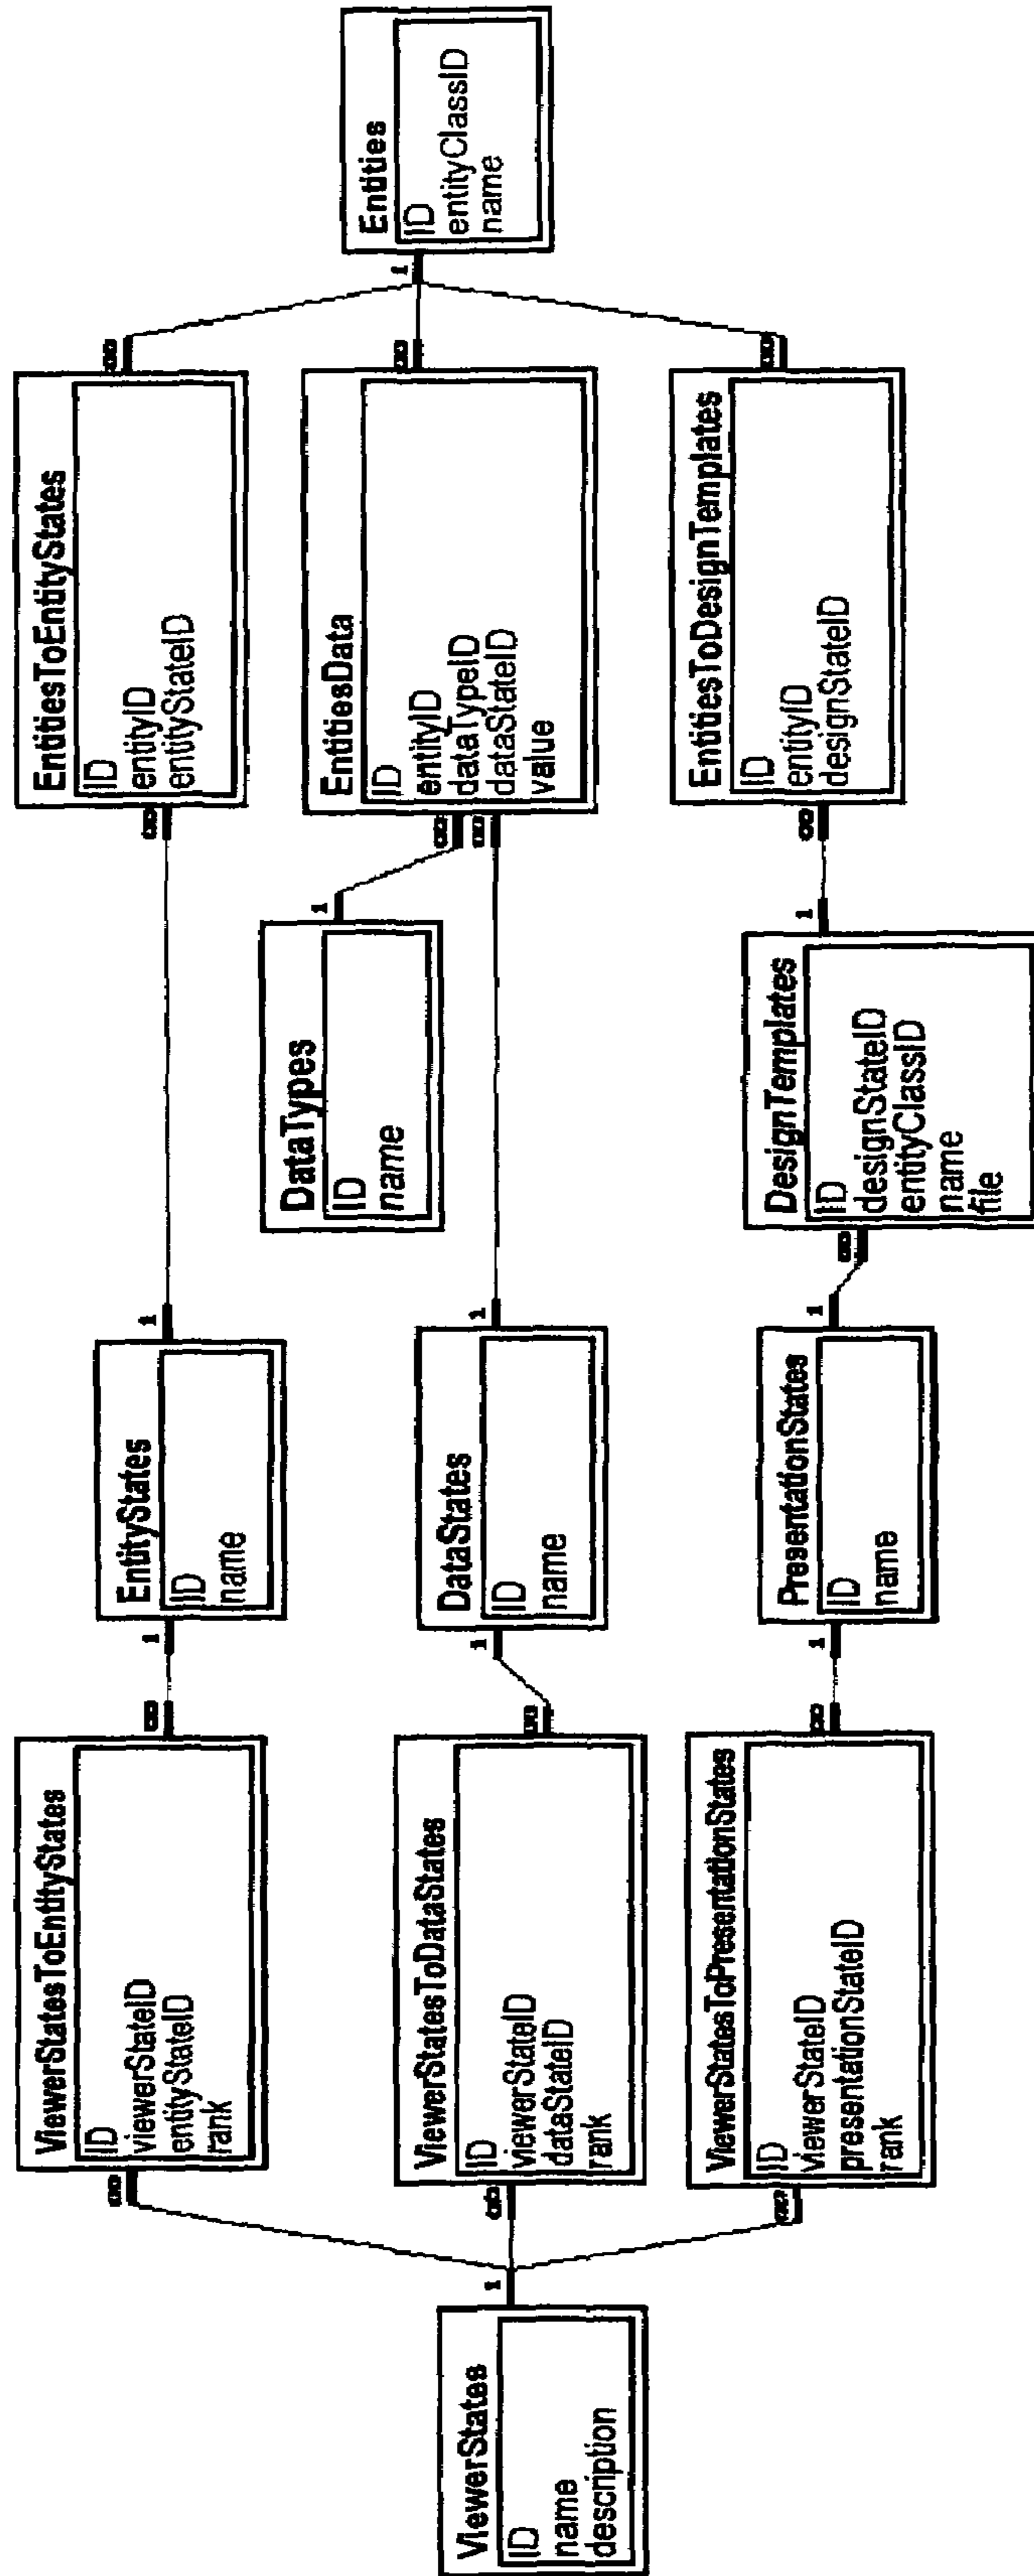 ViewerStates
ID
name
description
1
∞
ViewerStatesToEntityStates
ID
viewerStateID
entityStateID
rank
∞
1
EntityStates
ID
name
1
∞
EntitiesToEntityStates
ID
entityID
entityStateID
∞
∞
ViewerStatesToDataStates
ID
viewerStateID
dataStateID
rank
∞
1
DataStates
ID
name
1
DataTypes
ID
name
1
∞
∞
EntitiesData
ID
entityID
dataTypeID
dataStateID
value
∞
∞
ViewerStatesToPresentationStates
ID
viewerStateID
presentationStateID
rank
∞
1
PresentationStates
ID
name
1
∞
DesignTemplates
ID
designStateID
entityClassID
name
file
1
∞
EntitiesToDesignTemplates
ID
entityID
designStateID
∞
1
Entities
ID
entityClassID
name